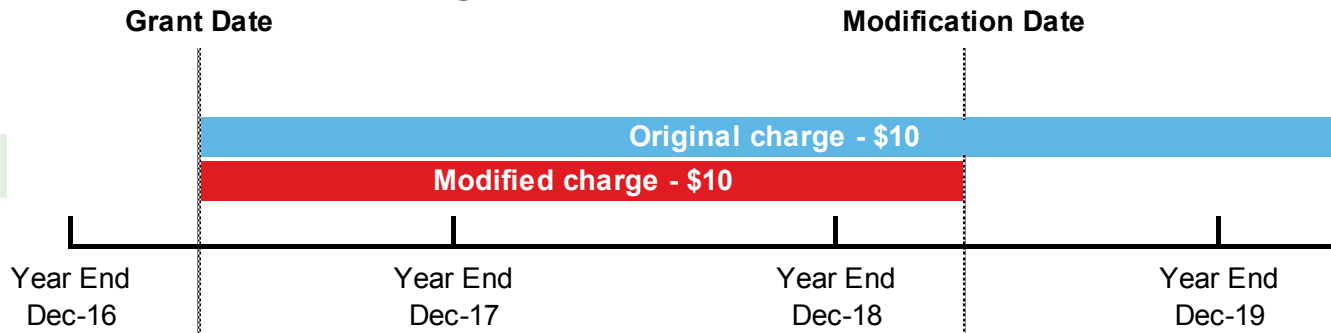 Grant Date
Modification Date
Original charge - $10
Modified charge - $10
Year End
Dec-16
Year End
Dec-17
Year End
Dec-18
Year End
Dec-19